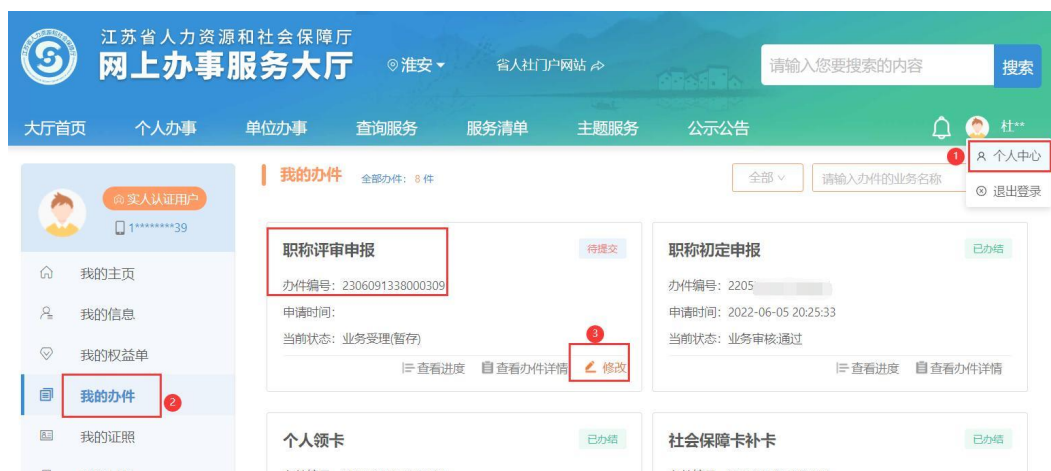 江苏省人力资源和社会保障厅
网上办事服务大厅
淮安
省人社门户网站
请输入您要搜索的内容
搜索
大厅首页 个人办事 单位办事 查询服务 服务清单 主题服务 公示公告 杜**
1 个人中心
退出登录
实人认证用户
1********39
我的主页
我的信息
我的权益单
我的办件 2
我的证照
我的办件 全部办件：8 件
全部 请输入办件的业务名称
职称评审申报 待提交
办件编号：2306091338000309
申请时间：
当前状态：业务受理(暂存)
3
查看进度 查看办件详情 修改
职称初定申报 已办结
办件编号：2205
申请时间：2022-06-05 20:25:33
当前状态：业务审核:通过
查看进度 查看办件详情
个人领卡 已办结
社会保障卡补卡 已办结